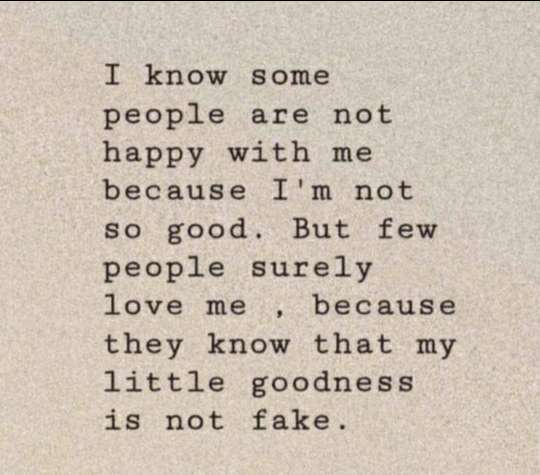 I know some
people are not
happy with me
because I'm not
so good. But few
people surely
love me , because
they know that my
little goodness
is not fake.